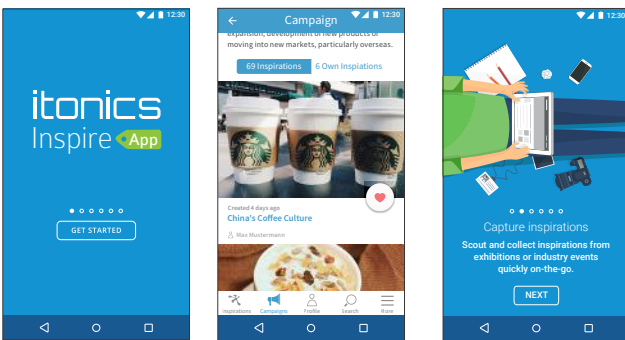 12:30
itonics
Inspire App
GET STARTED
12:30
Campaign
expansion, development of new products or
moving into new markets, particularly overseas.
69 Inspirations 6 Own Inspiations
Created 4 days ago
China's Coffee Culture
Max Mustermann
Inspirations Campaigns Profile Search More
12:30
Capture inspirations
Scout and collect inspirations from
exhibitions or industry events
quickly on-the-go.
NEXT